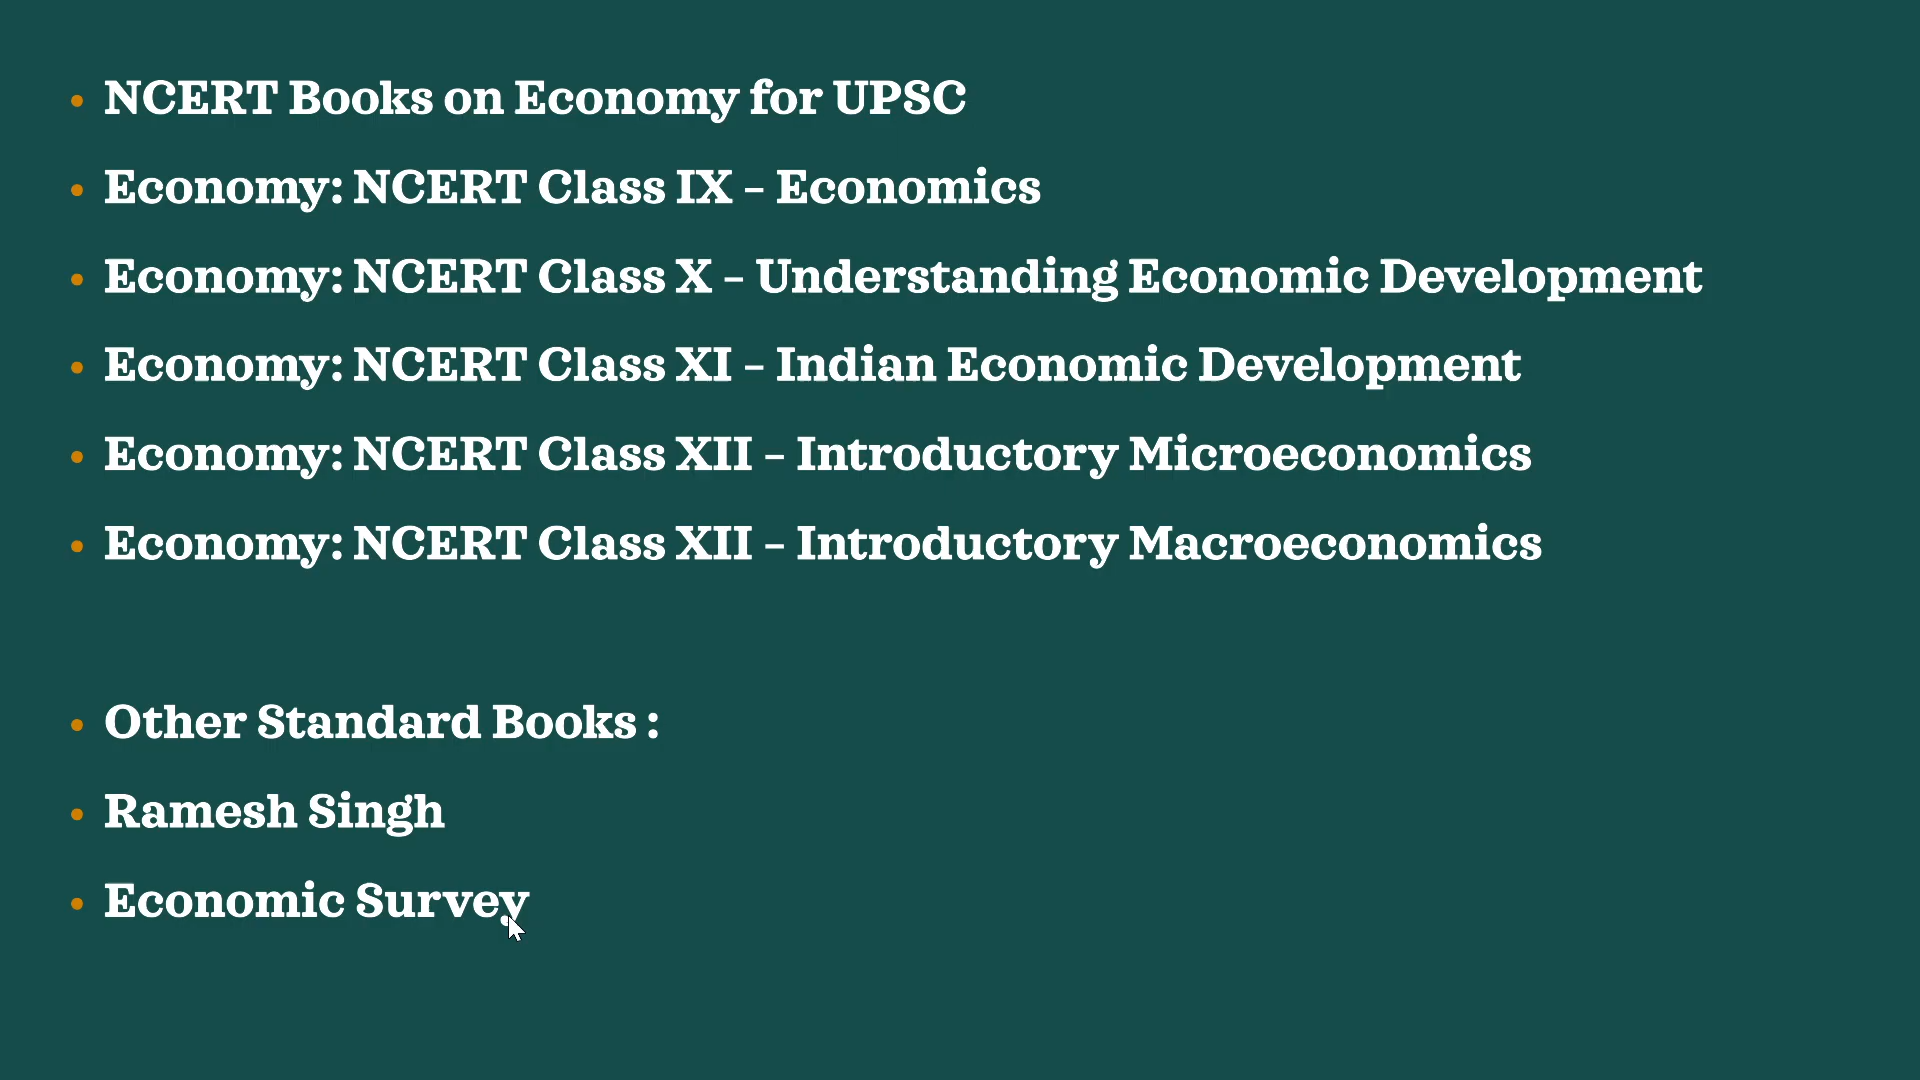 NCERT Books on Economy for UPSC
Economy: NCERT Class IX – Economics
Economy: NCERT Class X – Understanding Economic Development
Economy: NCERT Class XI – Indian Economic Development
Economy: NCERT Class XII – Introductory Microeconomics
Economy: NCERT Class XII – Introductory Macroeconomics
Other Standard Books :
Ramesh Singh
Economic Survey